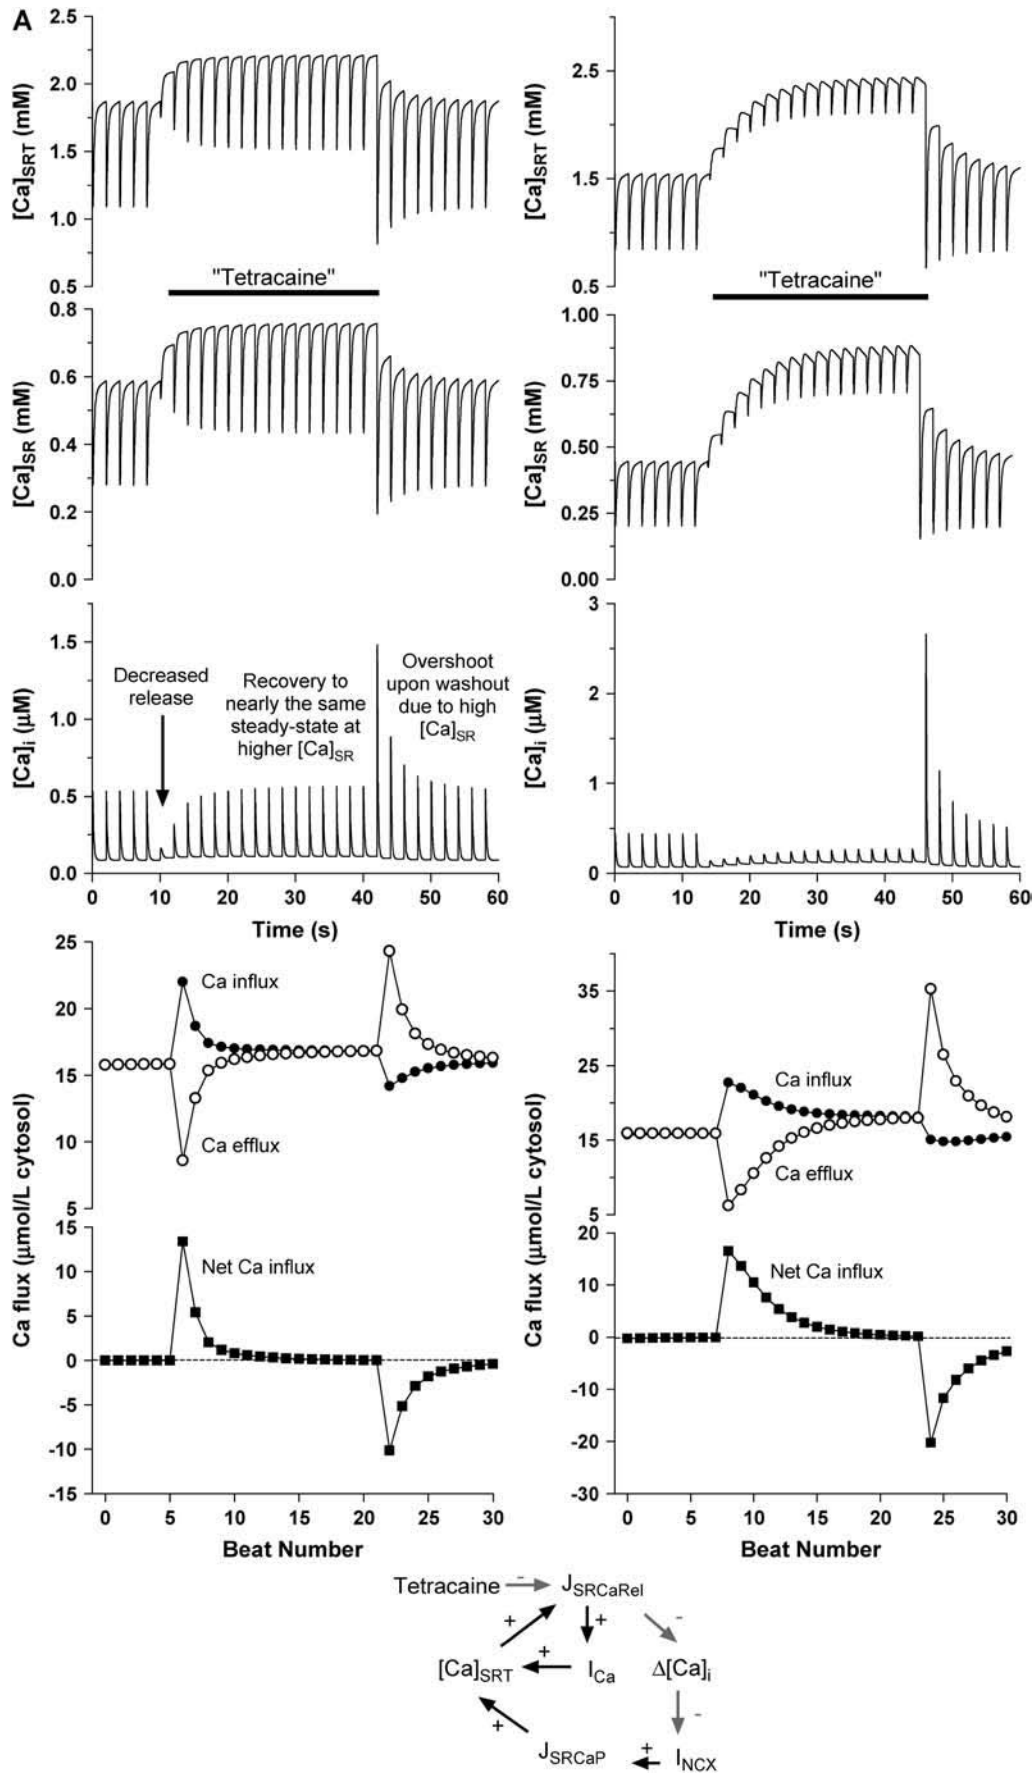 A
2.5
2.0
1.5
1.0
0.5
[Ca]SRT (mM)
2.5
1.5
0.5
[Ca]SRT (mM)
"Tetracaine"
"Tetracaine"
0.8
0.6
0.4
0.2
0.0
[Ca]SR (mM)
1.00
0.75
0.50
0.25
0.00
[Ca]SR (mM)
1.5
1.0
0.5
0.0
[Ca]i (µM)
Decreased
release
Recovery to
nearly the same
steady-state at
higher [Ca]SR
Overshoot
upon washout
due to high
[Ca]SR
0 10 20 30 40 50 60
Time (s)
3
2
1
0
[Ca]i (µM)
0 10 20 30 40 50 60
Time (s)
25
20
15
10
5
Ca influx
Ca efflux
15
10
5
0
-5
-10
-15
Net Ca influx
Ca flux (µmol/L cytosol)
0 5 10 15 20 25 30
Beat Number
35
25
15
5
Ca influx
Ca efflux
20
10
0
-10
-20
-30
Net Ca influx
Ca flux (µmol/L cytosol)
0 5 10 15 20 25 30
Beat Number
Tetracaine - JSRCaRel
+ + -
[Ca]SRT + ICa Δ[Ca]i
+ -
JSRCaP + INCX